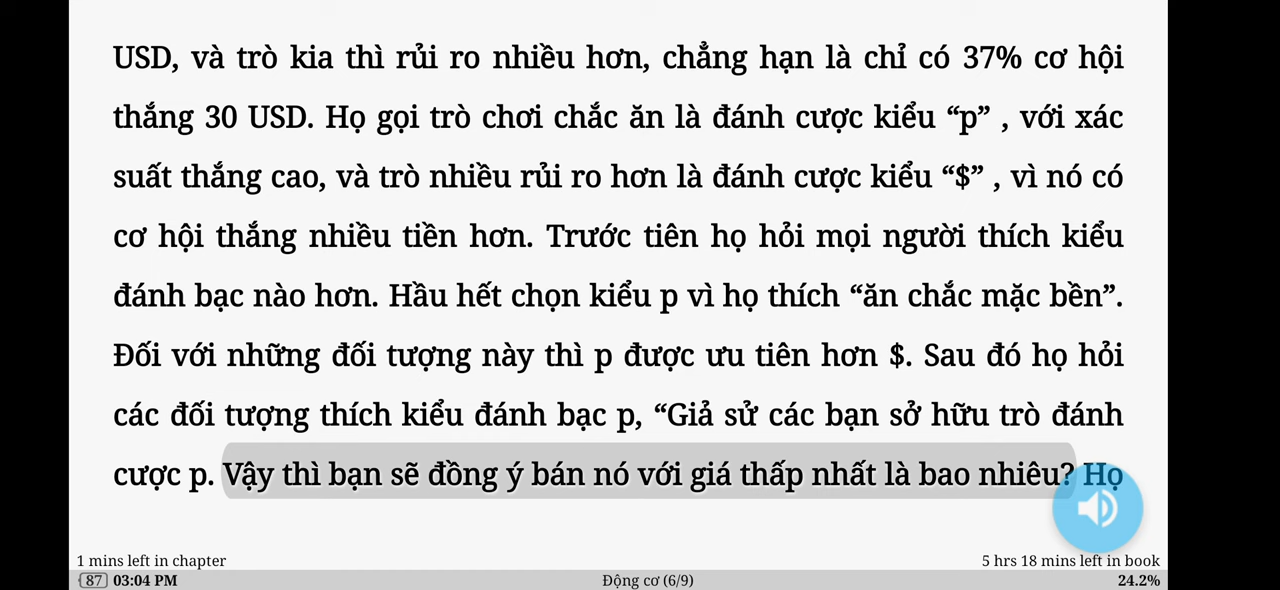 USD, và trò kia thì rủi ro nhiều hơn, chẳng hạn là chỉ có 37% cơ hội
thắng 30 USD. Họ gọi trò chơi chắc ăn là đánh cược kiểu “p” , với xác
suất thắng cao, và trò nhiều rủi ro hơn là đánh cược kiểu “$” , vì nó có
cơ hội thắng nhiều tiền hơn. Trước tiên họ hỏi mọi người thích kiểu
đánh bạc nào hơn. Hầu hết chọn kiểu p vì họ thích “ăn chắc mặc bền”.
Đối với những đối tượng này thì p được ưu tiên hơn $. Sau đó họ hỏi
các đối tượng thích kiểu đánh bạc p, “Giả sử các bạn sở hữu trò đánh
cược p. Vậy thì bạn sẽ đồng ý bán nó với giá thấp nhất là bao nhiêu? Họ
1 mins left in chapter 5 hrs 18 mins left in book
87 03:04 PM Động cơ (6/9) 24.2%